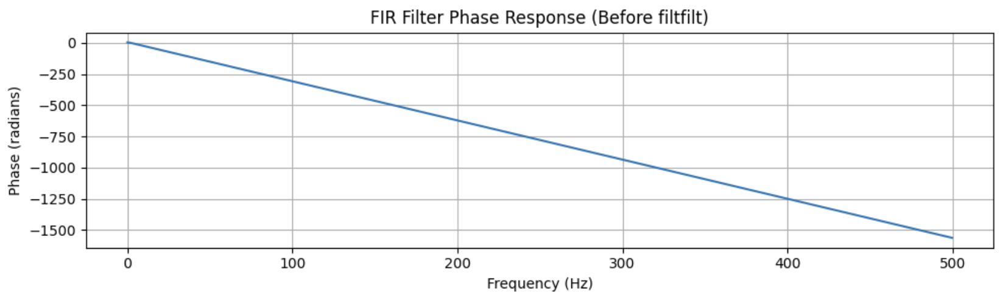 FIR Filter Phase Response (Before filtfilt)
0
−250
−500
−750
−1000
−1250
−1500
Phase (radians)
0 100 200 300 400 500
Frequency (Hz)